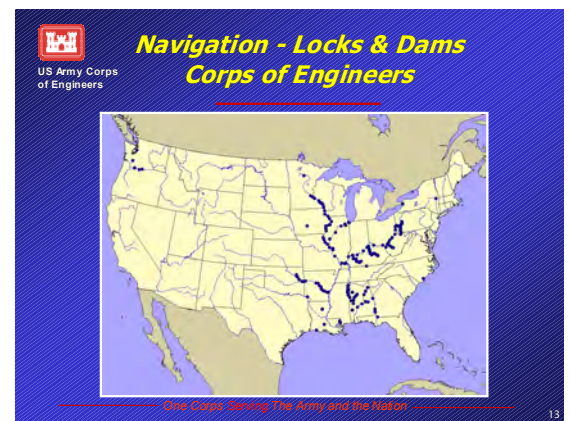 Navigation - Locks & Dams
Corps of Engineers
US Army Corps
of Engineers
One Corps Serving The Army and the Nation
13